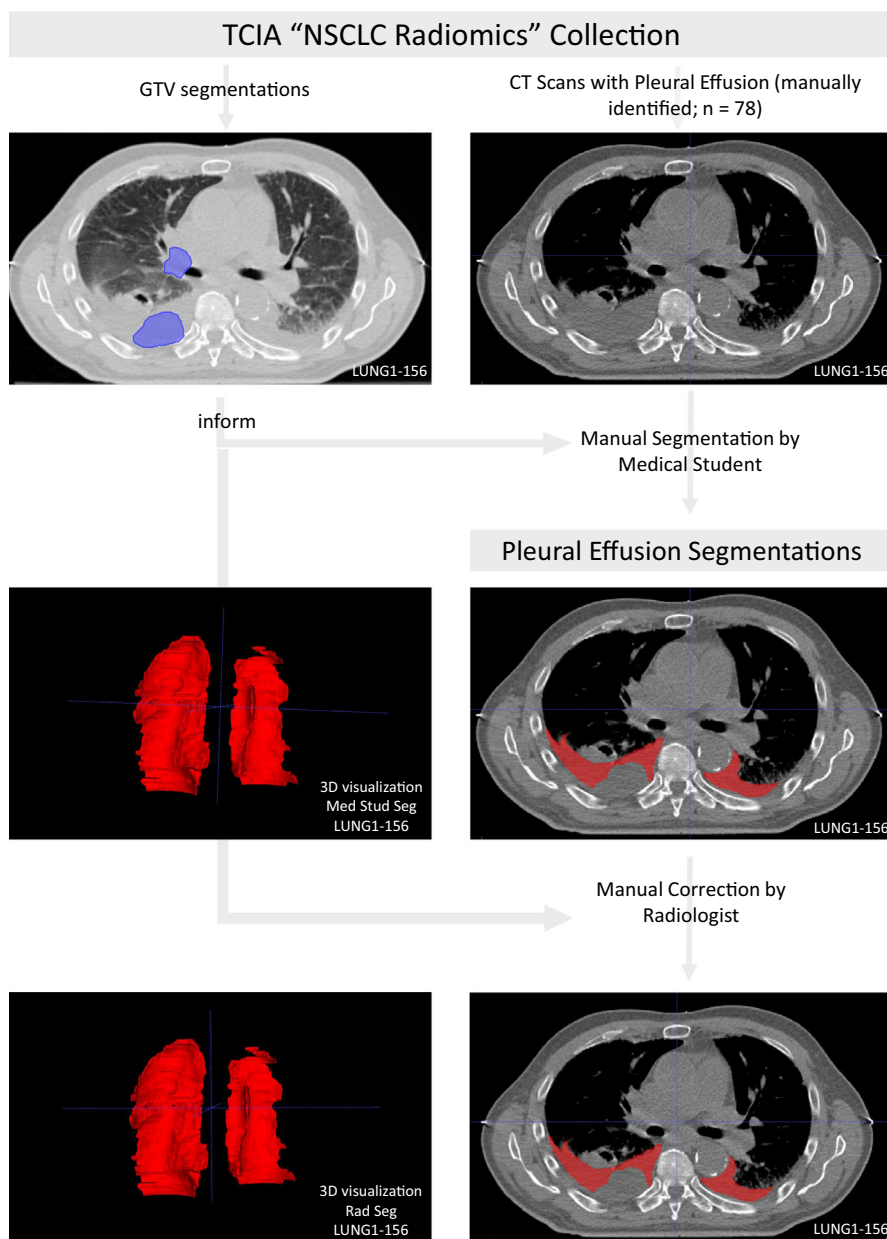 TCIA “NSCLC Radiomics” Collection
GTV segmentations
CT Scans with Pleural Effusion (manually
identified; n = 78)
LUNG1-156
LUNG1-156
inform
Manual Segmentation by
Medical Student
Pleural Effusion Segmentations
3D visualization
Med Stud Seg
LUNG1-156
LUNG1-156
Manual Correction by
Radiologist
3D visualization
Rad Seg
LUNG1-156
LUNG1-156